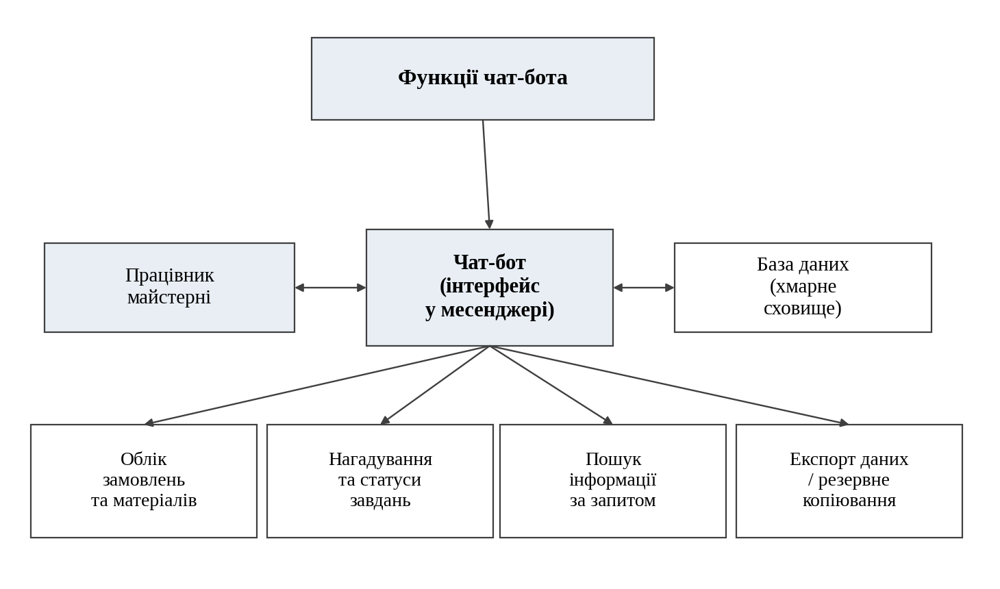 Функції чат-бота
Працівник
майстерні
Чат-бот
(інтерфейс
у месенджері)
База даних
(хмарне
сховище)
Облік
замовлень
та матеріалів
Нагадування
та статуси
завдань
Пошук
інформації
за запитом
Експорт даних
/ резервне
копіювання